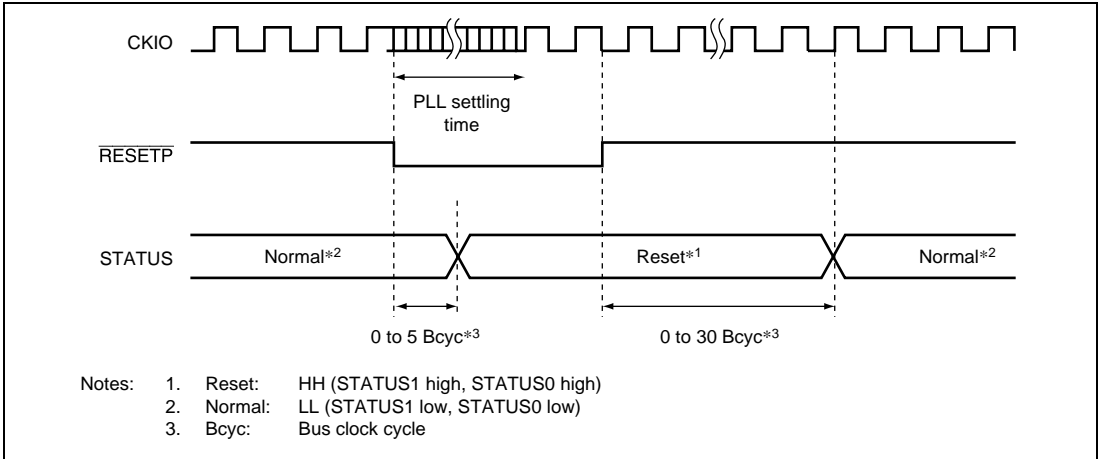 CKIO
PLL settling
time
RESETP
STATUS
Normal*2
Reset*1
Normal*2
0 to 5 Bcyc*3
0 to 30 Bcyc*3
Notes: 1. Reset: HH (STATUS1 high, STATUS0 high)
2. Normal: LL (STATUS1 low, STATUS0 low)
3. Bcyc: Bus clock cycle